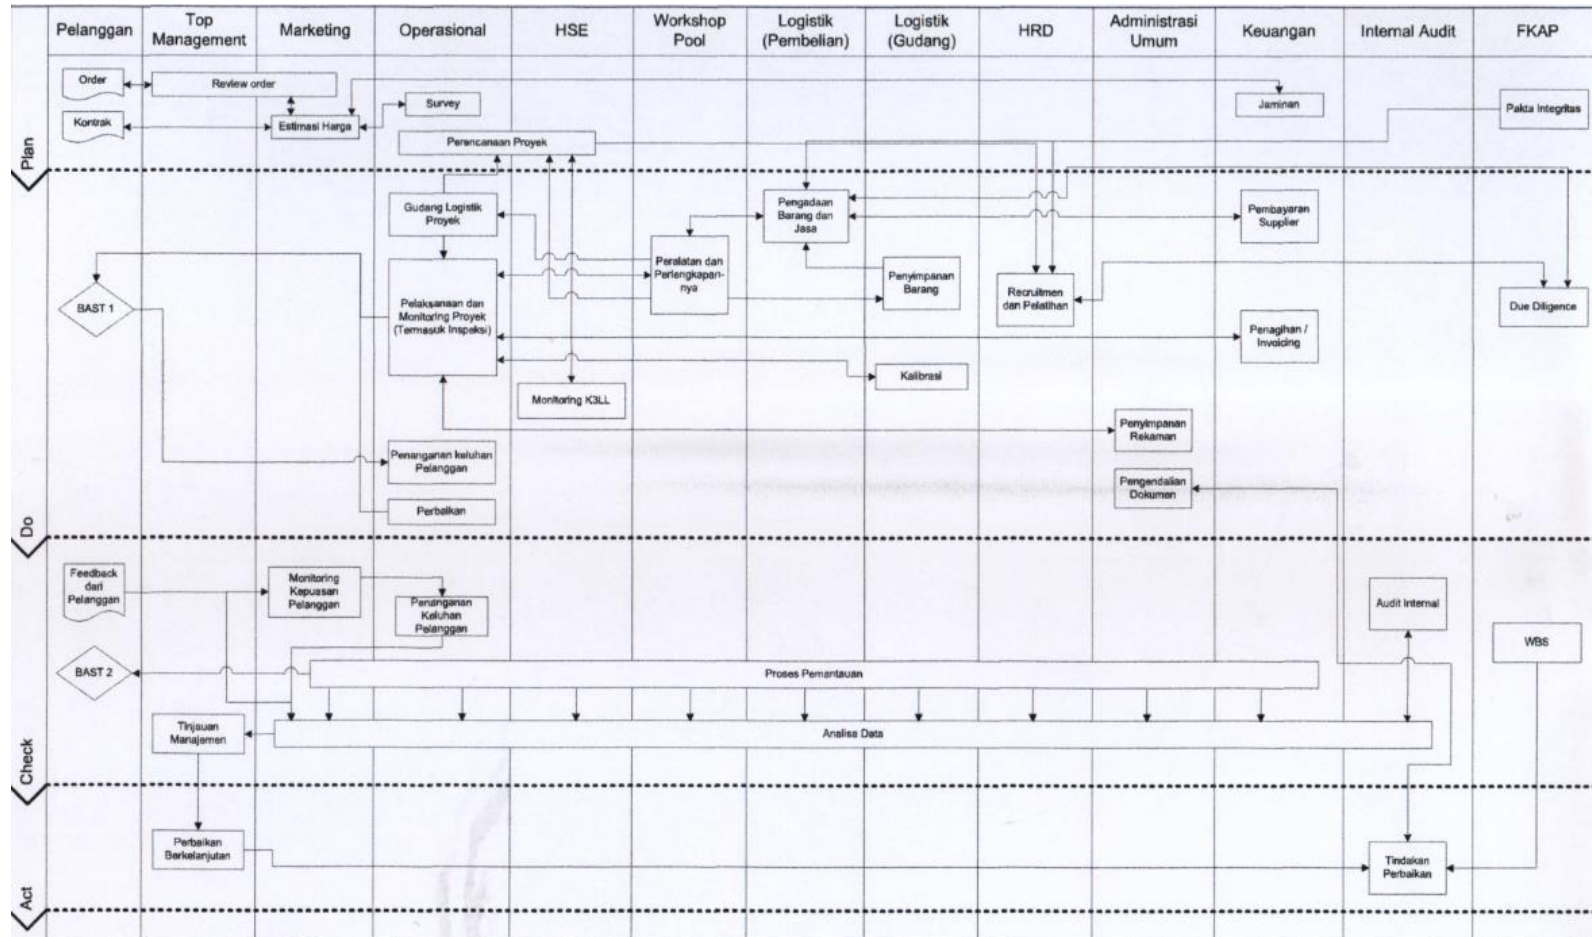 Pelanggan
Top
Management
Marketing
Operasional
HSE
Workshop
Pool
Logistik
(Pembelian)
Logistik
(Gudang)
HRD
Administrasi
Umum
Keuangan
Internal Audit
FKAP
Plan
Order
Review order
Survey
Jaminan
Pakta Integritas
Kontrak
Estimasi Harga
Perencanaan Proyek
Do
Gudang Logistik
Proyek
Pengadaan
Barang dan
Jasa
Pembayaran
Supplier
Peralatan dan
Perlengkapan-
nya
Penyimpanan
Barang
Recruitmen
dan Pelatihan
Due Diligence
BAST 1
Pelaksanaan dan
Monitoring Proyek
(Termasuk Inspeksi)
Penagihan /
Invoicing
Kalibrasi
Monitoring K3LL
Penyimpanan
Rekaman
Penanganan keluhan
Pelanggan
Pengendalian
Dokumen
Perbaikan
Check
Feedback
dari
Pelanggan
Monitoring
Kepuasan
Pelanggan
Penanganan
Keluhan
Pelanggan
Audit Internal
WBS
BAST 2
Proses Pemantauan
Tinjauan
Manajemen
Analisa Data
Act
Perbaikan
Berkelanjutan
Tindakan
Perbaikan